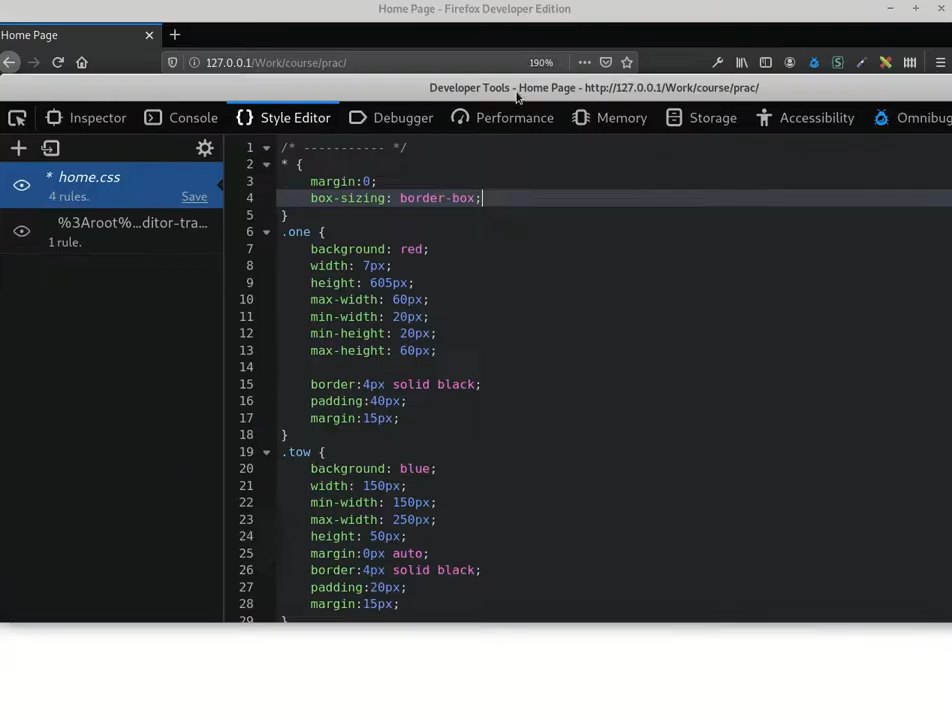 Home Page - Firefox Developer Edition
Home Page
127.0.0.1/Work/course/prac/
190%
Developer Tools - Home Page - http://127.0.0.1/Work/course/prac/
Inspector Console Style Editor Debugger Performance Memory Storage Accessibility Omnibug
* home.css
4 rules. Save
%3Aroot%...ditor-tra...
1 rule.
1 /* ----------- */
2 * {
3 margin:0;
4 box-sizing: border-box;
5 }
6 .one {
7 background: red;
8 width: 7px;
9 height: 605px;
10 max-width: 60px;
11 min-width: 20px;
12 min-height: 20px;
13 max-height: 60px;
14
15 border:4px solid black;
16 padding:40px;
17 margin:15px;
18 }
19 .tow {
20 background: blue;
21 width: 150px;
22 min-width: 150px;
23 max-width: 250px;
24 height: 50px;
25 margin:0px auto;
26 border:4px solid black;
27 padding:20px;
28 margin:15px;
29 }